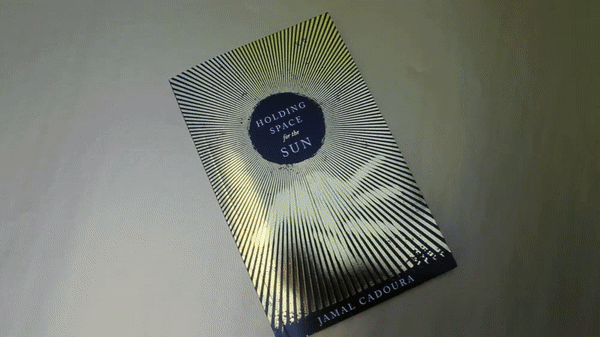 HOLDING
SPACE
for the
SUN
JAMAL CADOURA